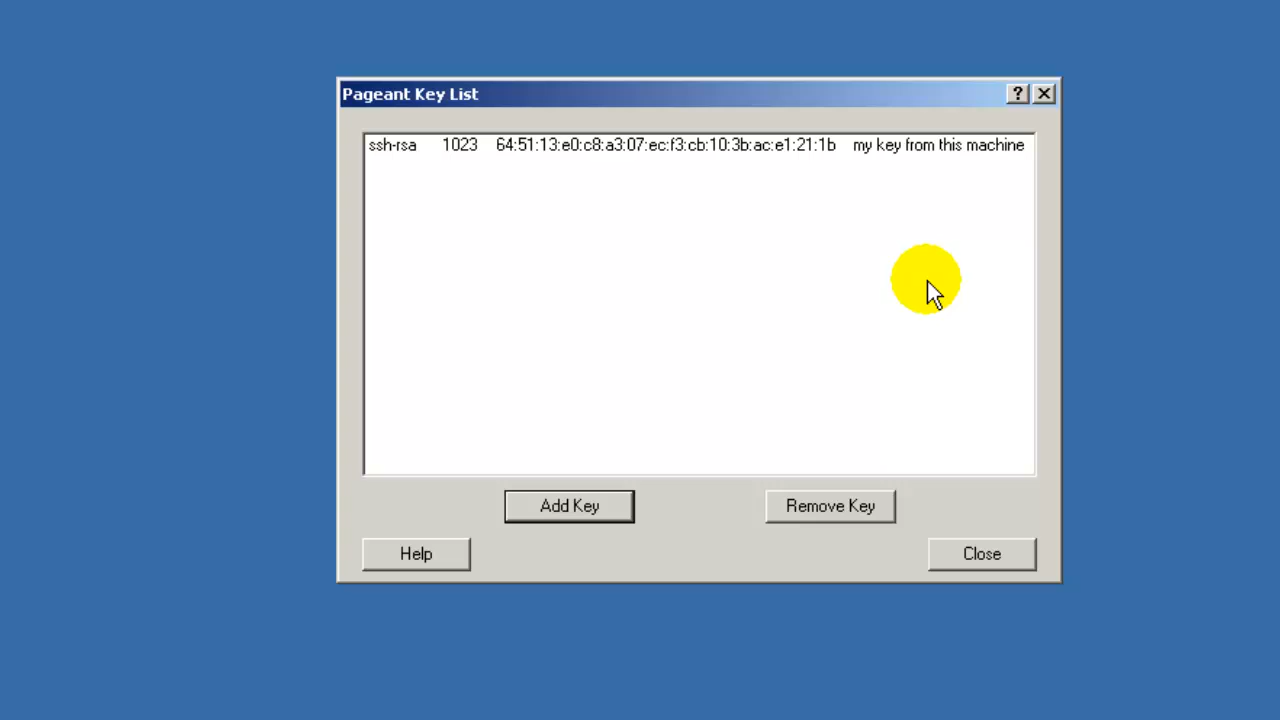 Pageant Key List
ssh-rsa 1023 64:51:13:e0:c8:a3:07:ec:f3:cb:10:3b:ac:e1:21:1b my key from this machine
Add Key Remove Key
Help Close